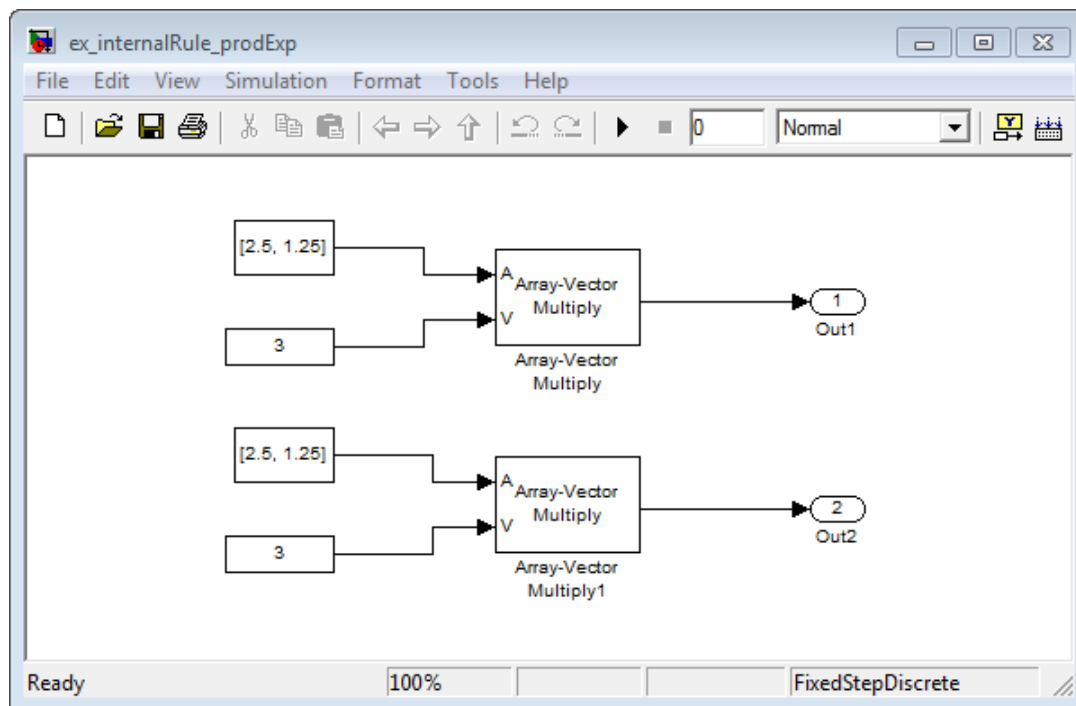 ex_internalRule_prodExp
File Edit View Simulation Format Tools Help
0 Normal
[2.5, 1.25]
3
A
V
Array-Vector
Multiply
Array-Vector
Multiply
1
Out1
[2.5, 1.25]
3
A
V
Array-Vector
Multiply
Array-Vector
Multiply1
2
Out2
Ready 100% FixedStepDiscrete